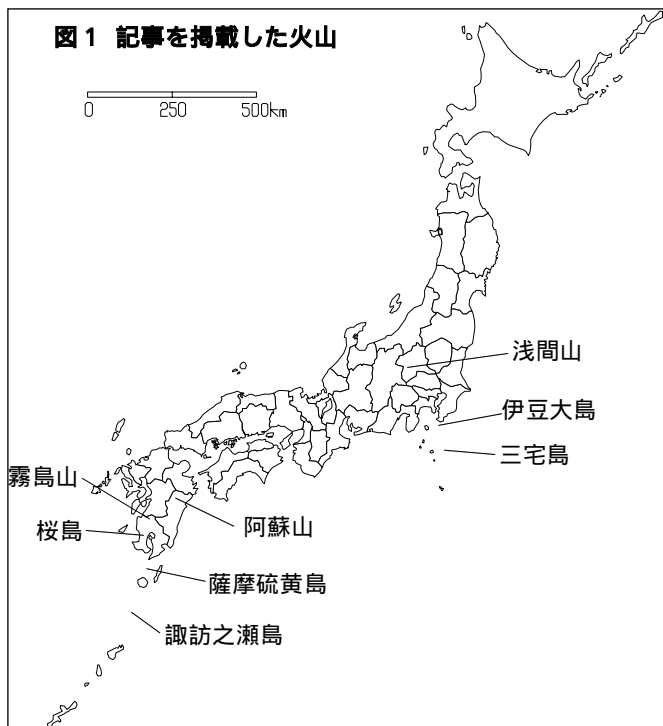 図1 記事を掲載した火山
0 250 500km
浅間山
伊豆大島
三宅島
霧島山
阿蘇山
桜島
薩摩硫黄島
諏訪之瀬島